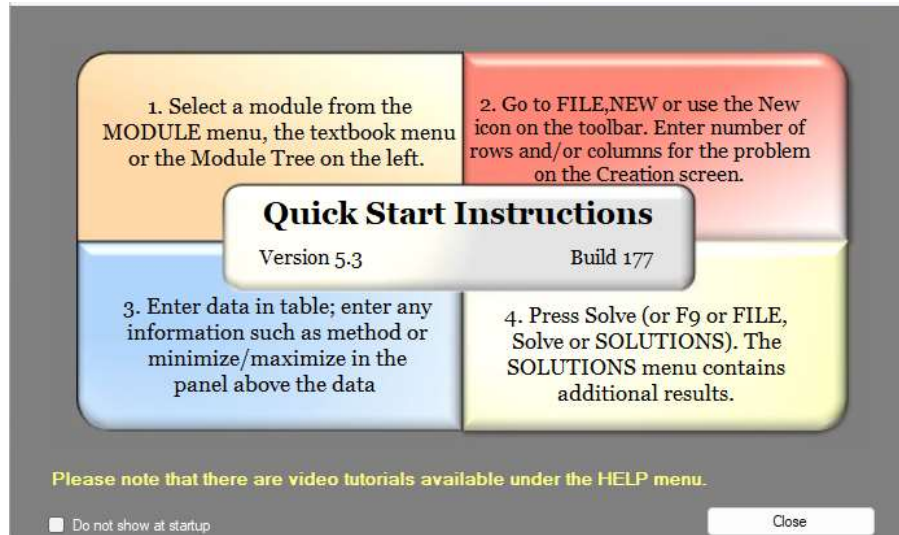 1. Select a module from the
MODULE menu, the textbook menu
or the Module Tree on the left.
2. Go to FILE,NEW or use the New
icon on the toolbar. Enter number of
rows and/or columns for the problem
on the Creation screen.
Quick Start Instructions
Version 5.3
Build 177
3. Enter data in table; enter any
information such as method or
minimize/maximize in the
panel above the data
4. Press Solve (or F9 or FILE,
Solve or SOLUTIONS). The
SOLUTIONS menu contains
additional results.
Please note that there are video tutorials available under the HELP menu.
Do not show at startup
Close